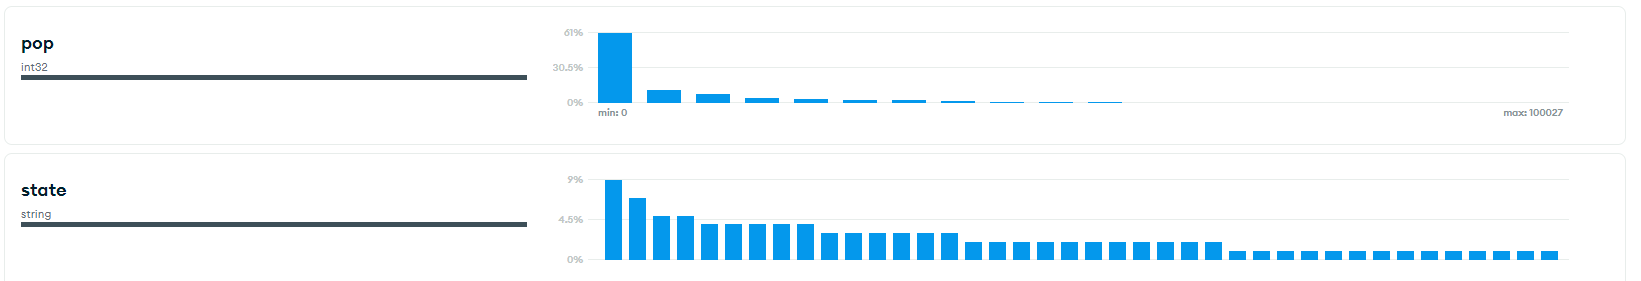 pop
int32
61%
30.5%
0%
min: 0
max: 100027
state
string
9%
4.5%
0%